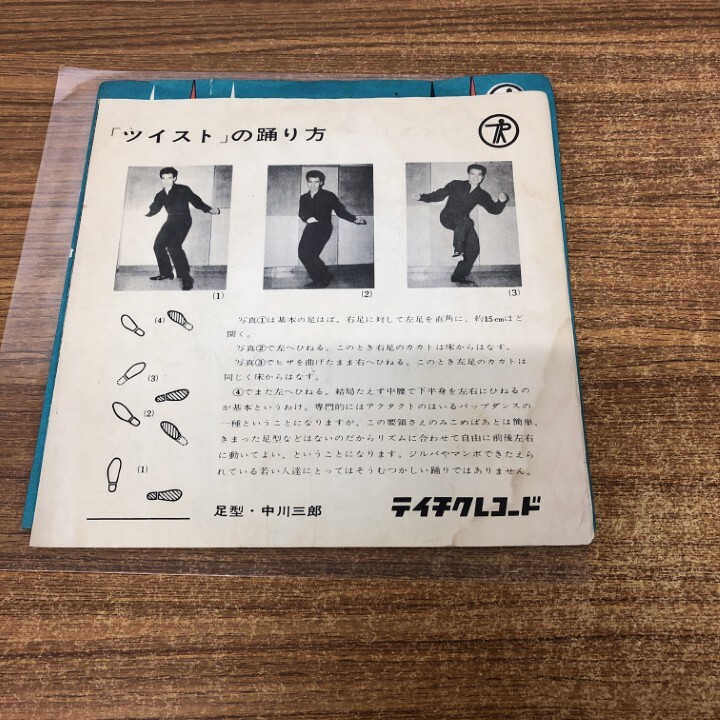 「ツイスト」の踊り方
(1)
(2)
(3)
(4)
(3)
(2)
(1)
写真①は基本の足はば。右足に対して左足を直角に、約15cmほど
開く。
写真②で左へひねる。このとき右足のカカトは床からはなす。
写真③でヒザを曲げたまま右へひねる。このとき左足のカカトは
同じく床からはなす。
④でまた左へひねる。結局たえず中腰で下半身を左右にひねるの
が基本というわけ。専門的にはアクタクトのはいるバップダンスの
一種ということになりますが、この要領さえのみこめばあとは簡単、
きまった足型などはないのだからリズムに合わせて自由に前後左右
に動いてよい、ということになります。ジルバやマンボできたえら
れている若い人達にとってはそうむつかしい踊りではありません。
足型・中川三郎
テイチクレコード